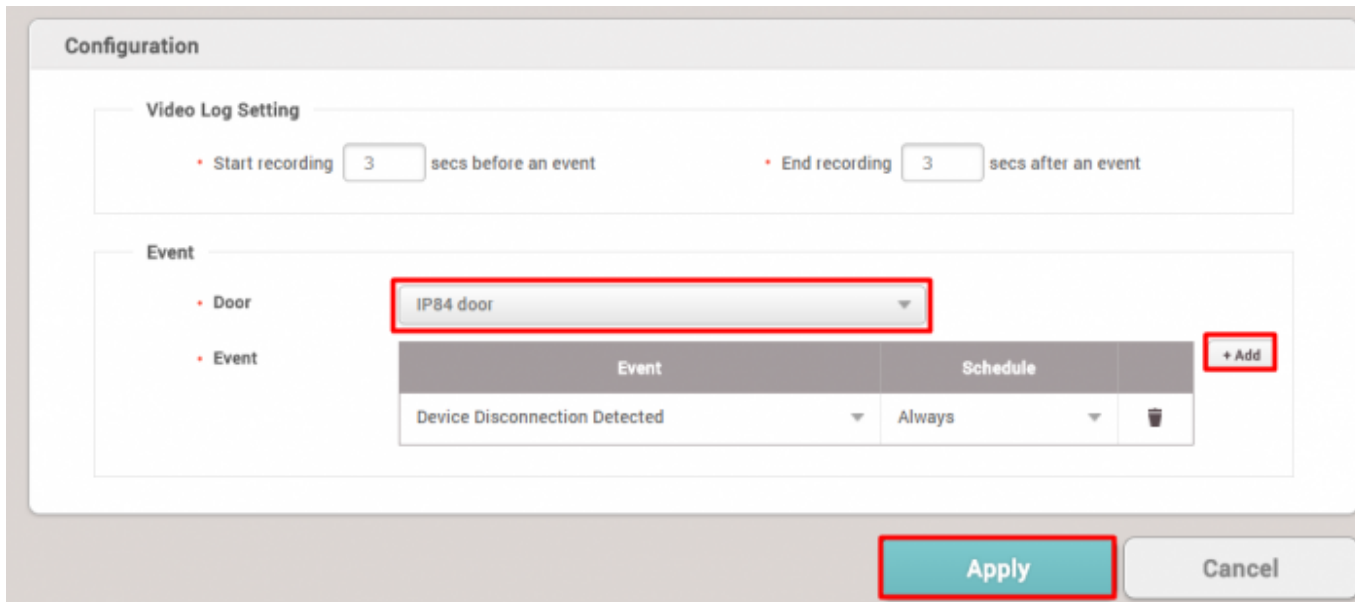 Configuration
Video Log Setting
• Start recording 3 secs before an event • End recording 3 secs after an event
Event
• Door IP84 door
• Event Event Schedule + Add
Device Disconnection Detected Always
Apply Cancel